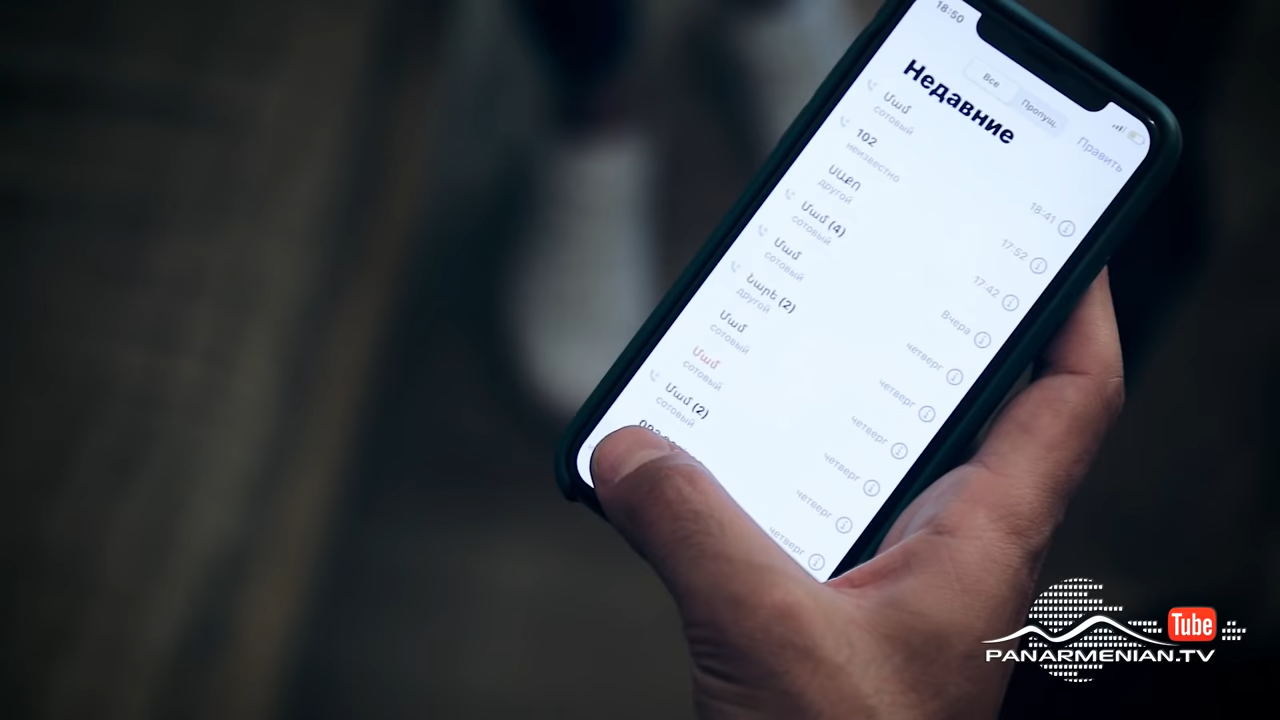 18:50
Все Пропущ. Править
Недавние
Մամ
сотовый 18:41
102
неизвестно 17:52
ՍԱՔՈ
другой 17:42
Մամ (4)
сотовый Вчера
Մամ
сотовый четверг
Նարե (2)
другой четверг
Մամ
сотовый четверг
Մամ
сотовый четверг
Մամ (2)
сотовый четверг
четверг
Tube
PANARMENIAN.TV